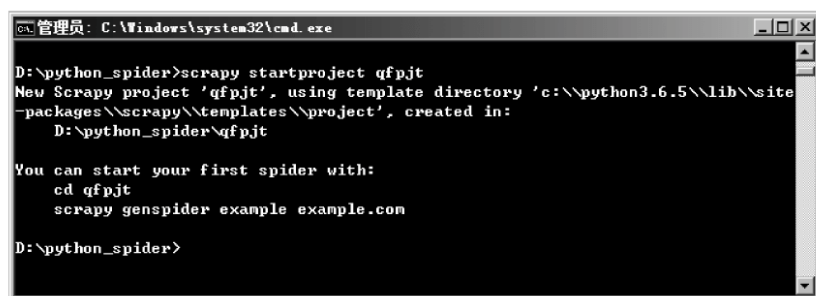 管理员: C:\Windows\system32\cmd.exe
D:\python_spider>scrapy startproject qfpjt
New Scrapy project 'qfpjt', using template directory 'c:\\python3.6.5\\lib\\site
-packages\\scrapy\\templates\\project', created in:
D:\python_spider\qfpjt
You can start your first spider with:
cd qfpjt
scrapy genspider example example.com
D:\python_spider>